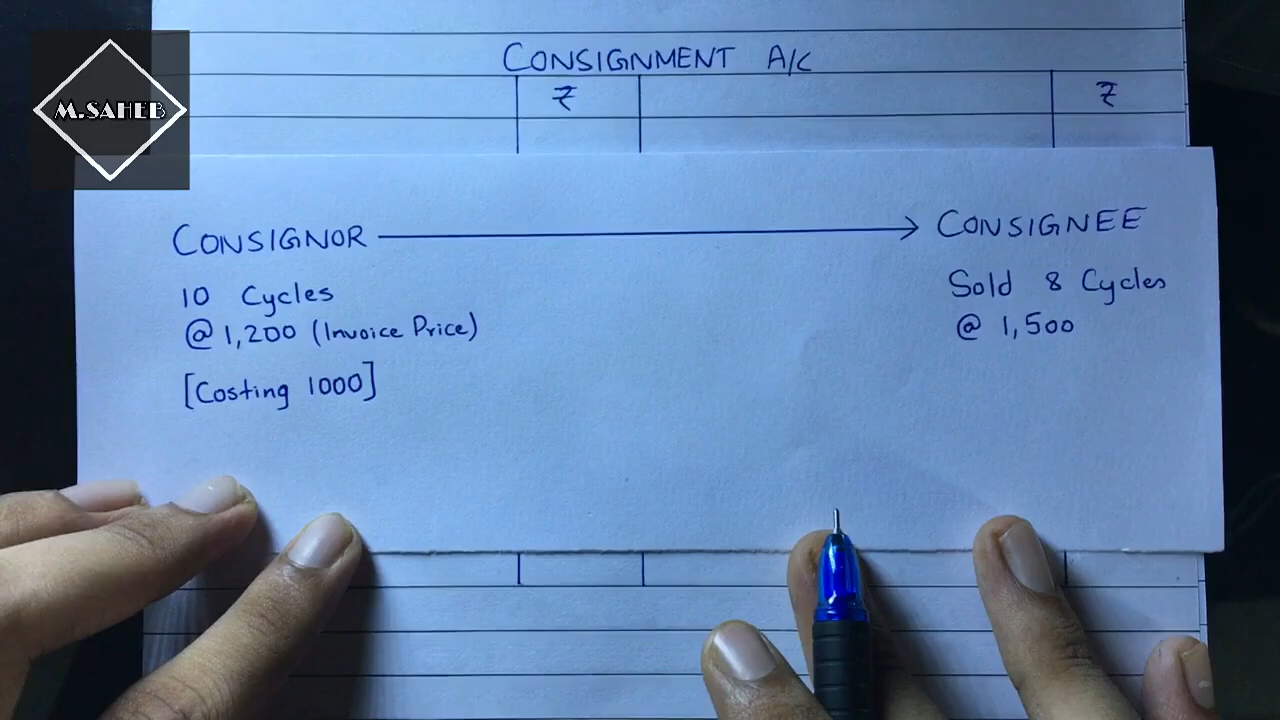 M.SAHEB
CONSIGNMENT A/C
₹ ₹
CONSIGNOR CONSIGNEE
10 Cycles
@ 1,200 (Invoice Price)
[Costing 1000]
Sold 8 Cycles
@ 1,500